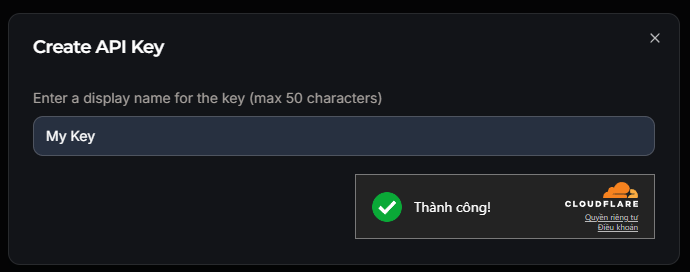 Create API Key
Enter a display name for the key (max 50 characters)
My Key
Thành công!
CLOUDFLARE
Quyền riêng tư
Điều khoản